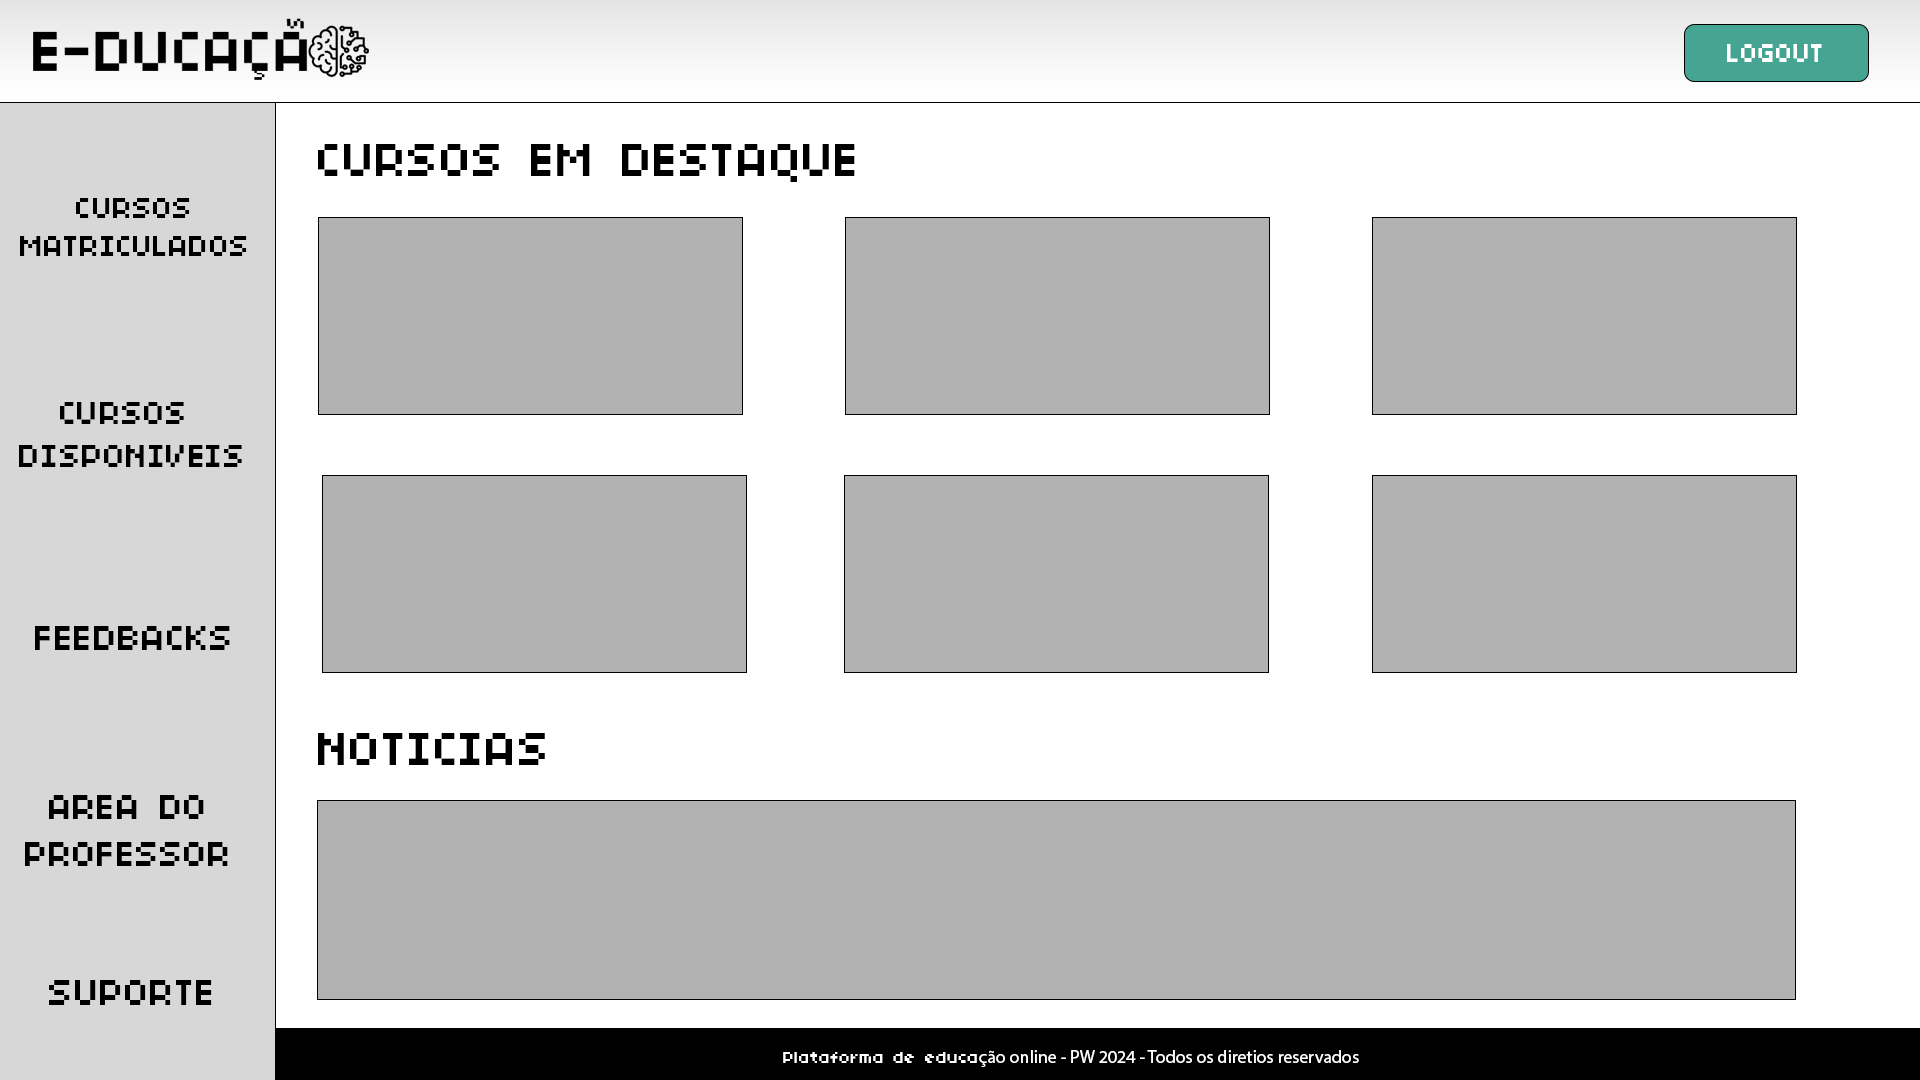 E-DUCAÇÃ
LOGOUT
CURSOS
MATRICULADOS
CURSOS
DISPONIVEIS
FEEDBACKS
AREA DO
PROFESSOR
SUPORTE
CURSOS EM DESTAQUE
NOTICIAS
Plataforma de educação online - PW 2024 - Todos os diretios reservados